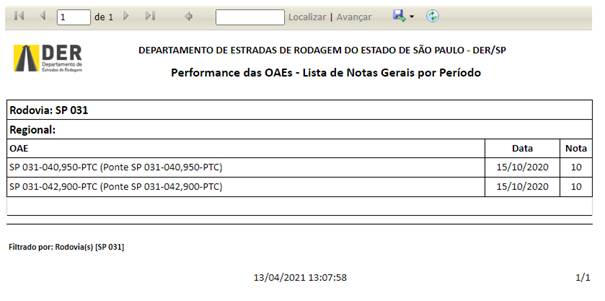 1 de 1 Localizar | Avançar
DER
Departamento de
Estradas de Rodagem
DEPARTAMENTO DE ESTRADAS DE RODAGEM DO ESTADO DE SÃO PAULO - DER/SP
Performance das OAEs - Lista de Notas Gerais por Período
Rodovia: SP 031
Regional:
OAE Data Nota
SP 031-040,950-PTC (Ponte SP 031-040,950-PTC) 15/10/2020 10
SP 031-042,900-PTC (Ponte SP 031-042,900-PTC) 15/10/2020 10
Filtrado por: Rodovia(s) [SP 031]
13/04/2021 13:07:58 1/1